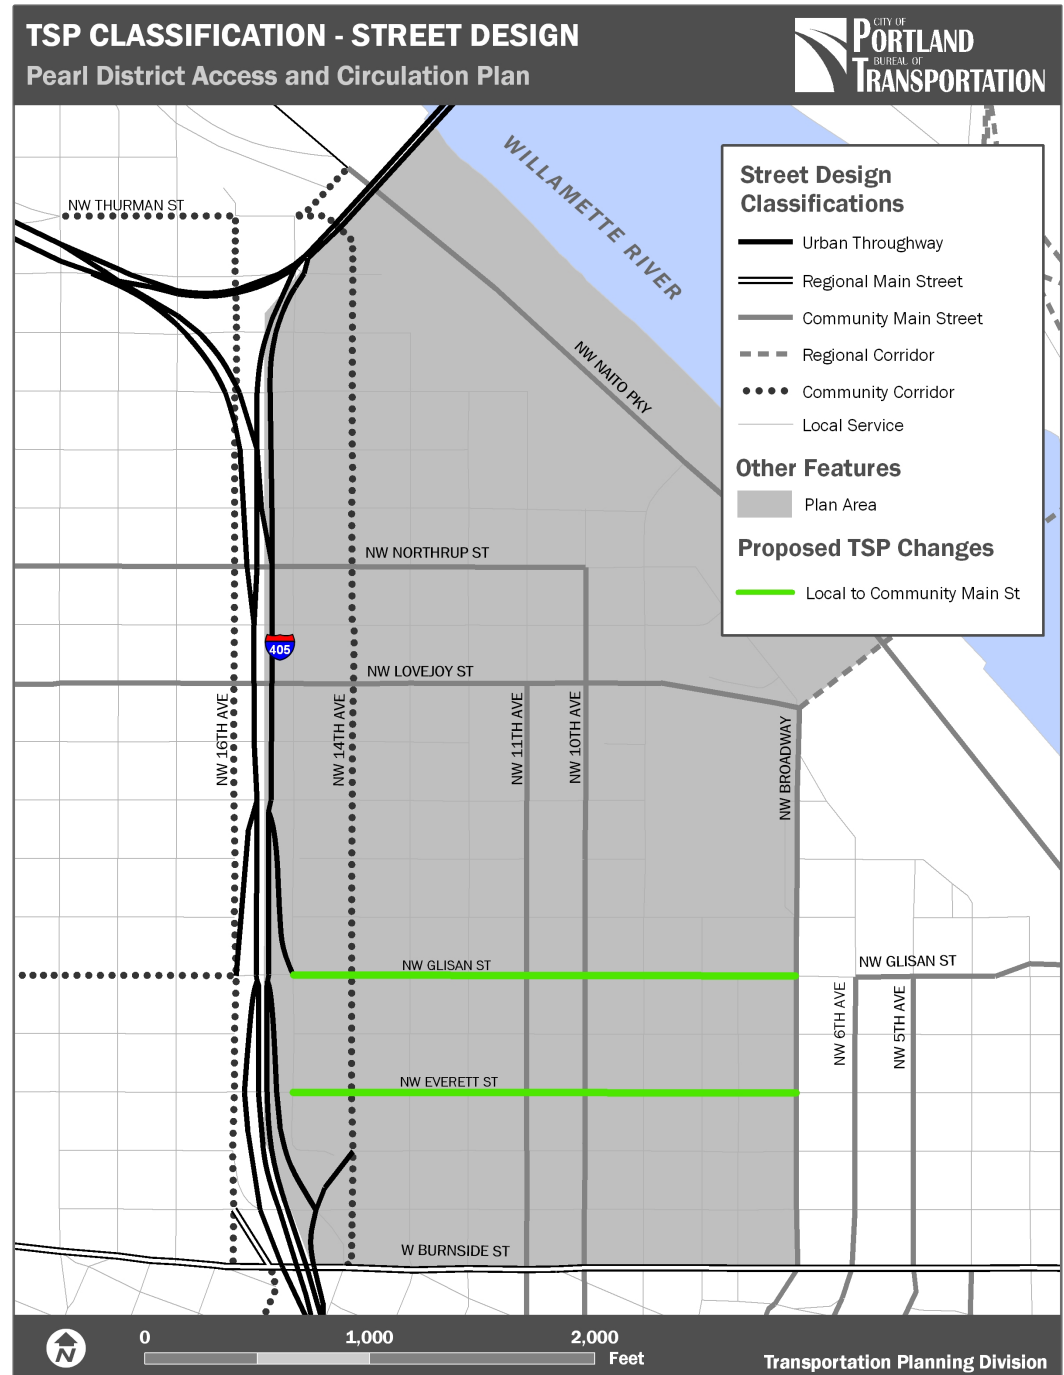 TSP CLASSIFICATION - STREET DESIGN
Pearl District Access and Circulation Plan
CITY OF
PORTLAND
BUREAU OF
TRANSPORTATION
WILLAMETTE RIVER
NW THURMAN ST
NW NAITO PKY
Street Design
Classifications
Urban Throughway
Regional Main Street
Community Main Street
Regional Corridor
Community Corridor
Local Service
Other Features
Plan Area
Proposed TSP Changes
Local to Community Main St
NW NORTHRUP ST
405
NW LOVEJOY ST
NW 16TH AVE
NW 14TH AVE
NW 11TH AVE
NW 10TH AVE
NW BROADWAY
NW GLISAN ST
NW GLISAN ST
NW 6TH AVE
NW 5TH AVE
NW EVERETT ST
W BURNSIDE ST
N
0 1,000 2,000
Feet
Transportation Planning Division